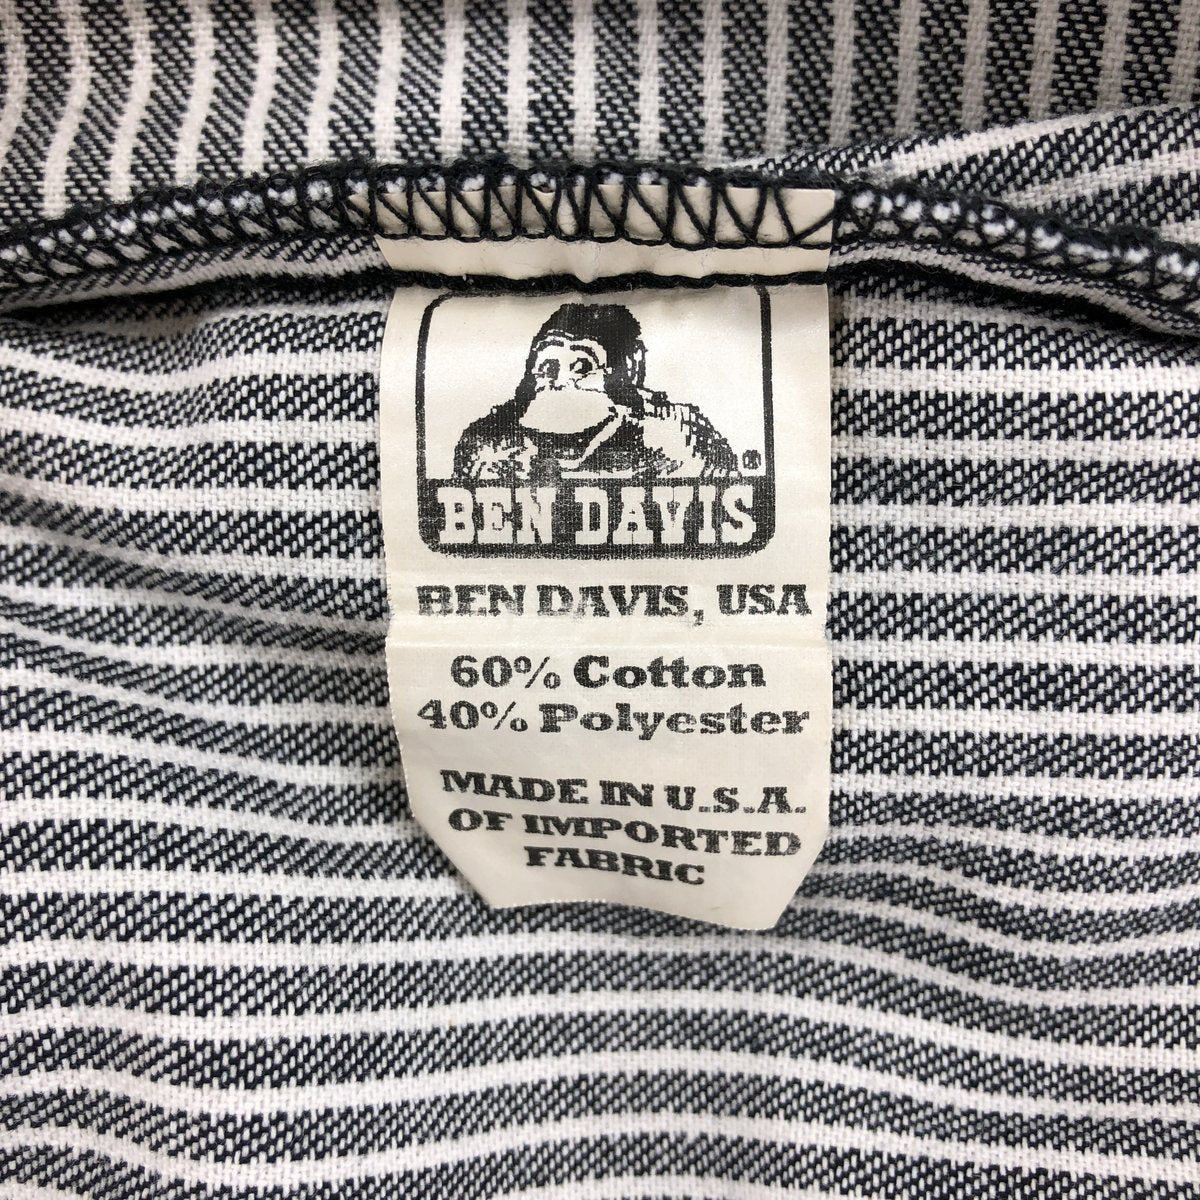 ®
BEN DAVIS
BEN DAVIS, USA
60% Cotton
40% Polyester
MADE IN U.S.A.
OF IMPORTED
FABRIC